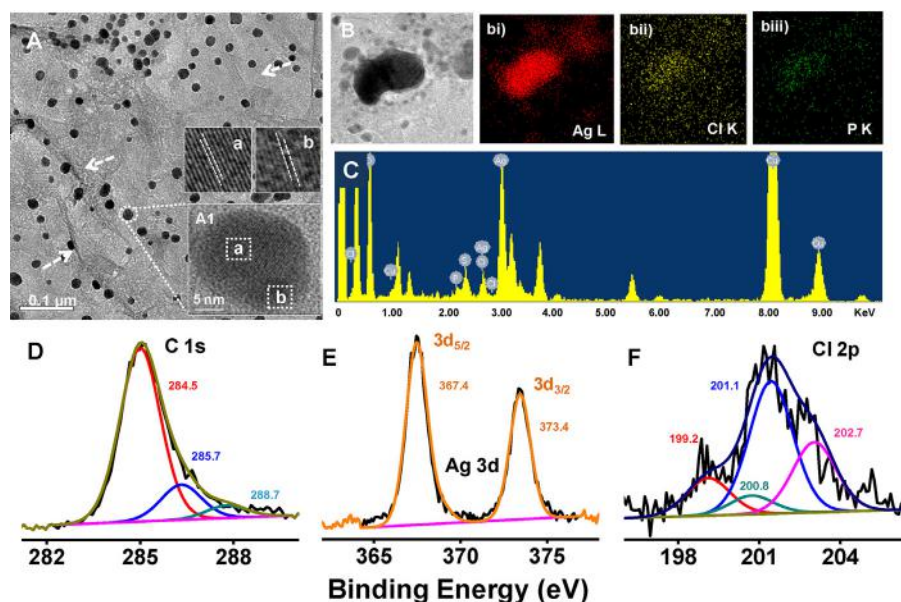 A
a
b
A1
a
b
0.1 μm
5 nm
B
bi)
Ag L
bii)
Cl K
biii)
P K
C
0
1.00
2.00
3.00
4.00
5.00
6.00
7.00
8.00
9.00
KeV
D
C 1s
284.5
285.7
288.7
282
285
288
E
3d5/2
367.4
3d3/2
373.4
Ag 3d
365
370
375
F
Cl 2p
201.1
199.2
200.8
202.7
198
201
204
Binding Energy (eV)